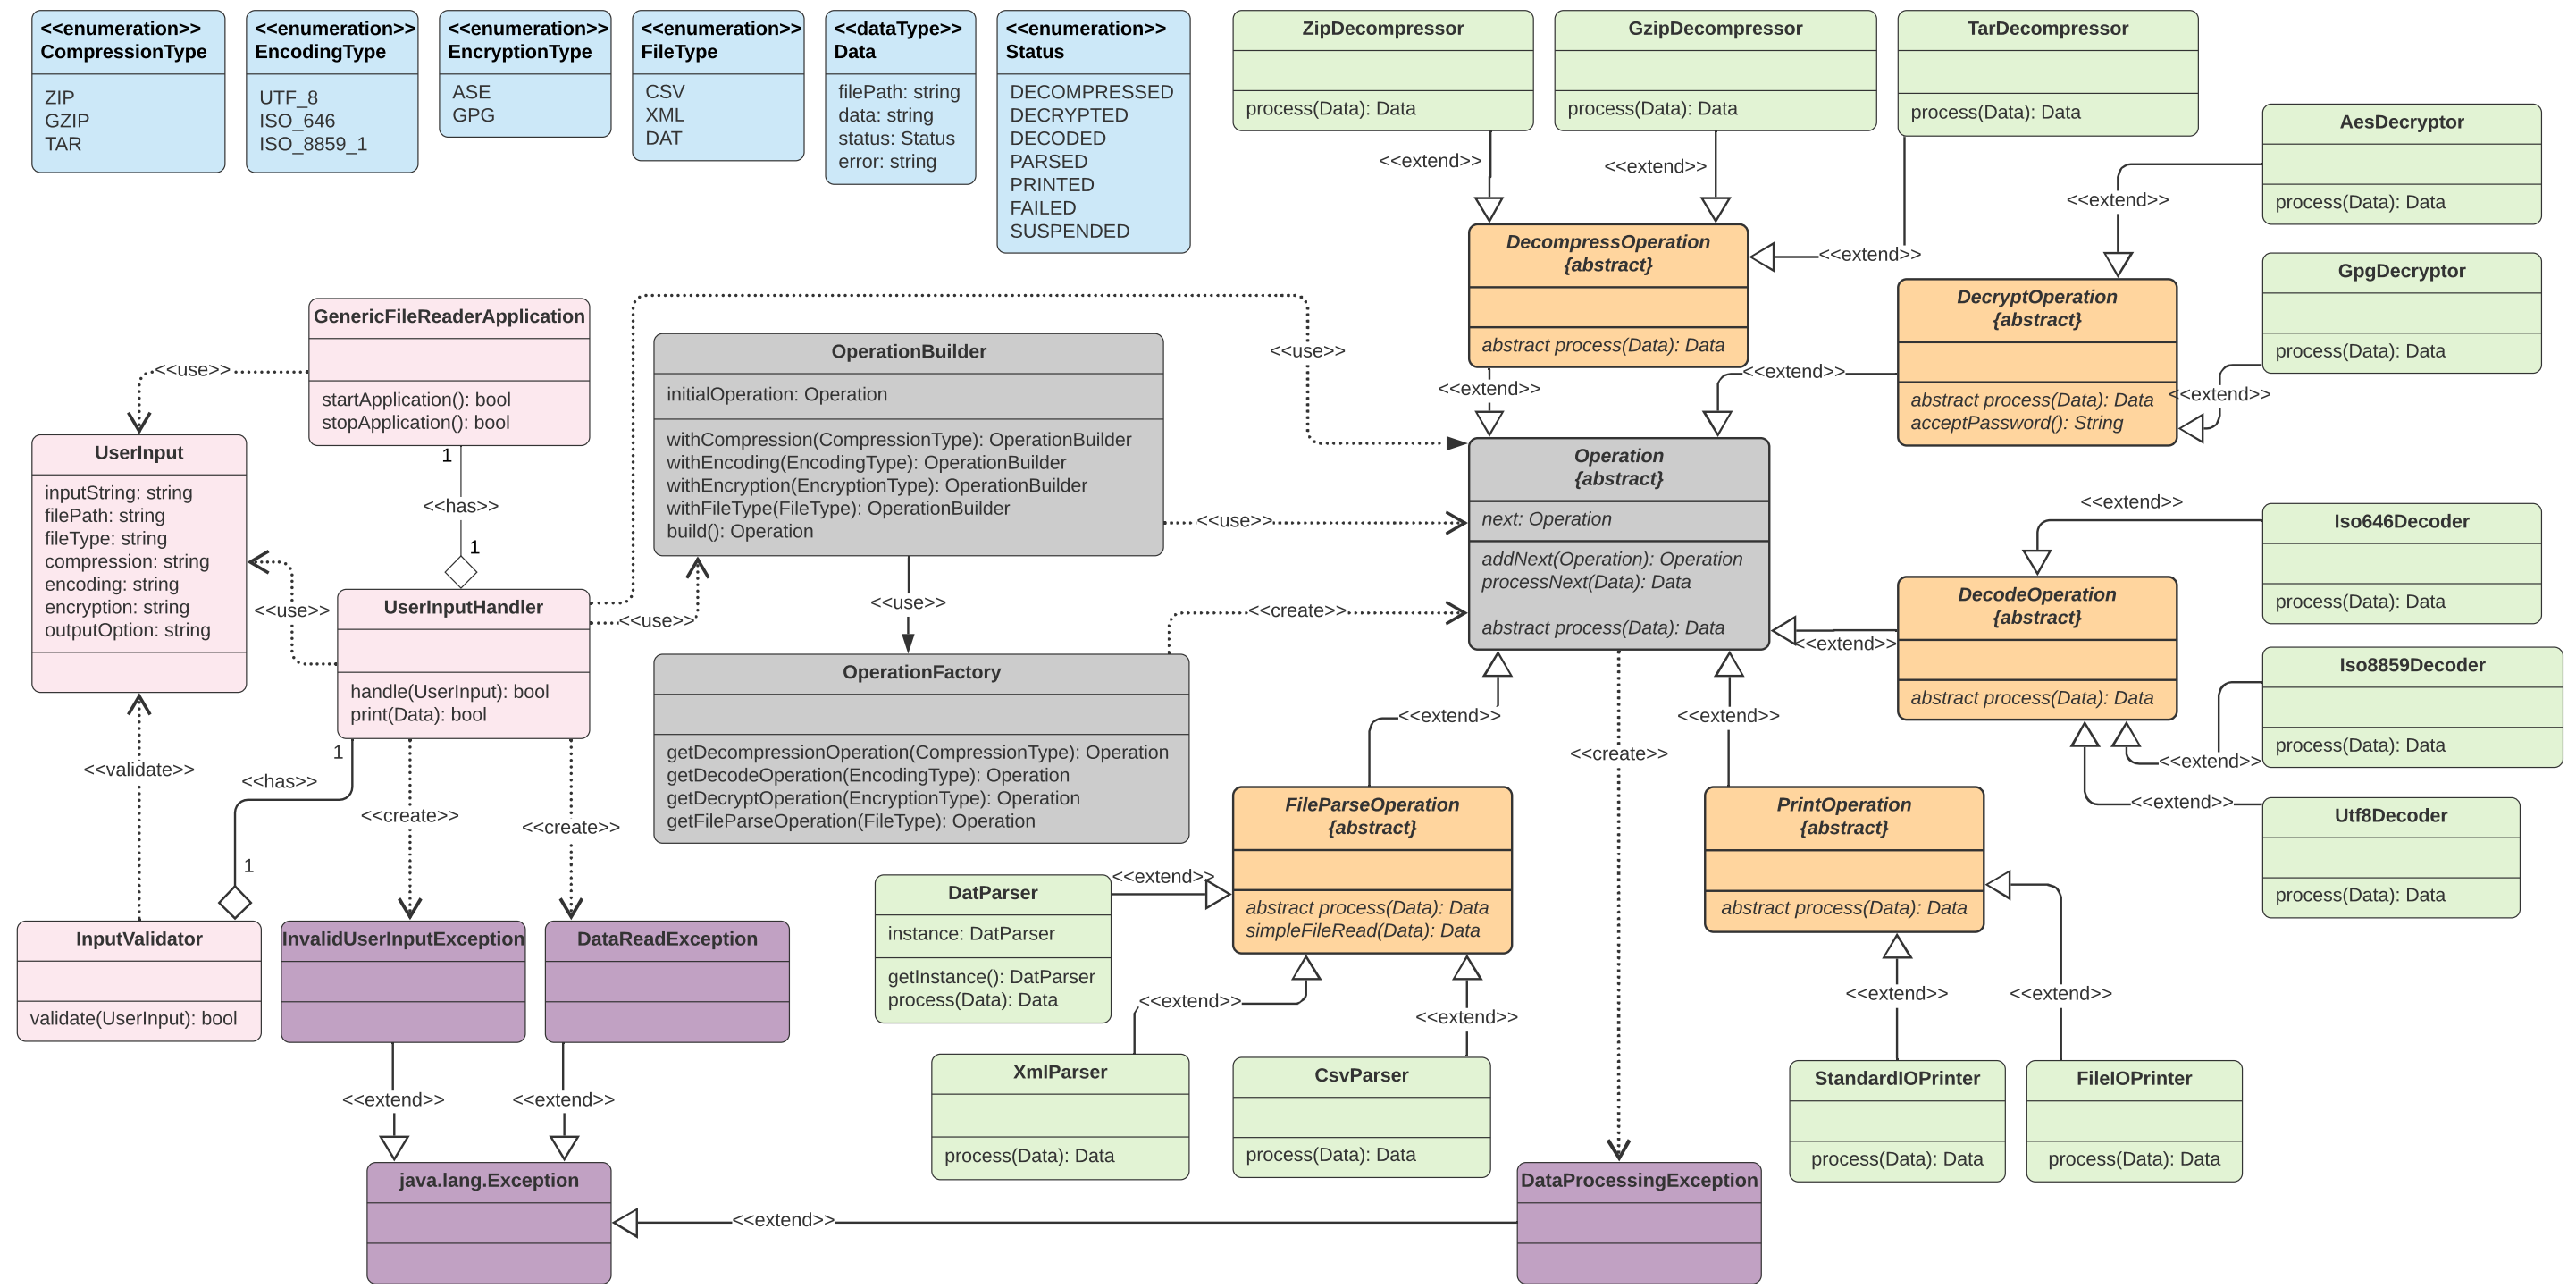 <<enumeration>>
CompressionType
ZIP
GZIP
TAR
<<enumeration>>
EncodingType
UTF_8
ISO_646
ISO_8859_1
<<enumeration>>
EncryptionType
ASE
GPG
<<enumeration>>
FileType
CSV
XML
DAT
<<dataType>>
Data
filePath: string
data: string
status: Status
error: string
<<enumeration>>
Status
DECOMPRESSED
DECRYPTED
DECODED
PARSED
PRINTED
FAILED
SUSPENDED
ZipDecompressor
process(Data): Data
GzipDecompressor
process(Data): Data
TarDecompressor
process(Data): Data
<<extend>>
<<extend>>
<<extend>>
AesDecryptor
process(Data): Data
<<extend>>
DecompressOperation
{abstract}
abstract process(Data): Data
GpgDecryptor
process(Data): Data
<<extend>>
DecryptOperation
{abstract}
abstract process(Data): Data
acceptPassword(): String
<<extend>>
<<extend>>
GenericFileReaderApplication
startApplication(): bool
stopApplication(): bool
<<use>>
1
<<has>>
1
UserInput
inputString: string
filePath: string
fileType: string
compression: string
encoding: string
encryption: string
outputOption: string
<<use>>
UserInputHandler
handle(UserInput): bool
print(Data): bool
<<use>>
<<use>>
OperationBuilder
initialOperation: Operation
withCompression(CompressionType): OperationBuilder
withEncoding(EncodingType): OperationBuilder
withEncryption(EncryptionType): OperationBuilder
withFileType(FileType): OperationBuilder
build(): Operation
<<use>>
<<use>>
<<create>>
OperationFactory
getDecompressionOperation(CompressionType): Operation
getDecodeOperation(EncodingType): Operation
getDecryptOperation(EncryptionType): Operation
getFileParseOperation(FileType): Operation
Operation
{abstract}
next: Operation
addNext(Operation): Operation
processNext(Data): Data
abstract process(Data): Data
<<extend>>
Iso646Decoder
process(Data): Data
DecodeOperation
{abstract}
abstract process(Data): Data
<<extend>>
Iso8859Decoder
process(Data): Data
<<extend>>
<<extend>>
Utf8Decoder
process(Data): Data
<<validate>>
1
<<has>>
1
<<create>>
<<create>>
InputValidator
validate(UserInput): bool
InvalidUserInputException
DataReadException
<<extend>>
<<extend>>
java.lang.Exception
<<extend>>
<<extend>>
<<create>>
<<extend>>
FileParseOperation
{abstract}
abstract process(Data): Data
simpleFileRead(Data): Data
PrintOperation
{abstract}
abstract process(Data): Data
DatParser
instance: DatParser
getInstance(): DatParser
process(Data): Data
<<extend>>
<<extend>>
<<extend>>
<<extend>>
<<extend>>
XmlParser
process(Data): Data
CsvParser
process(Data): Data
StandardIOPrinter
process(Data): Data
FileIOPrinter
process(Data): Data
DataProcessingException